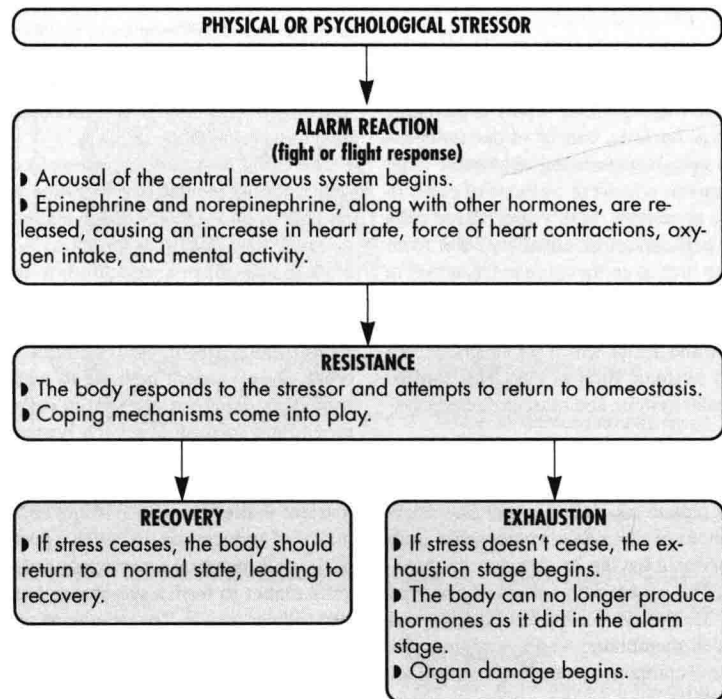 PHYSICAL OR PSYCHOLOGICAL STRESSOR
ALARM REACTION
(fight or flight response)
◗ Arousal of the central nervous system begins.
◗ Epinephrine and norepinephrine, along with other hormones, are re-
leased, causing an increase in heart rate, force of heart contractions, oxy-
gen intake, and mental activity.
RESISTANCE
◗ The body responds to the stressor and attempts to return to homeostasis.
◗ Coping mechanisms come into play.
RECOVERY
◗ If stress ceases, the body should
return to a normal state, leading to
recovery.
EXHAUSTION
◗ If stress doesn't cease, the ex-
haustion stage begins.
◗ The body can no longer produce
hormones as it did in the alarm
stage.
◗ Organ damage begins.